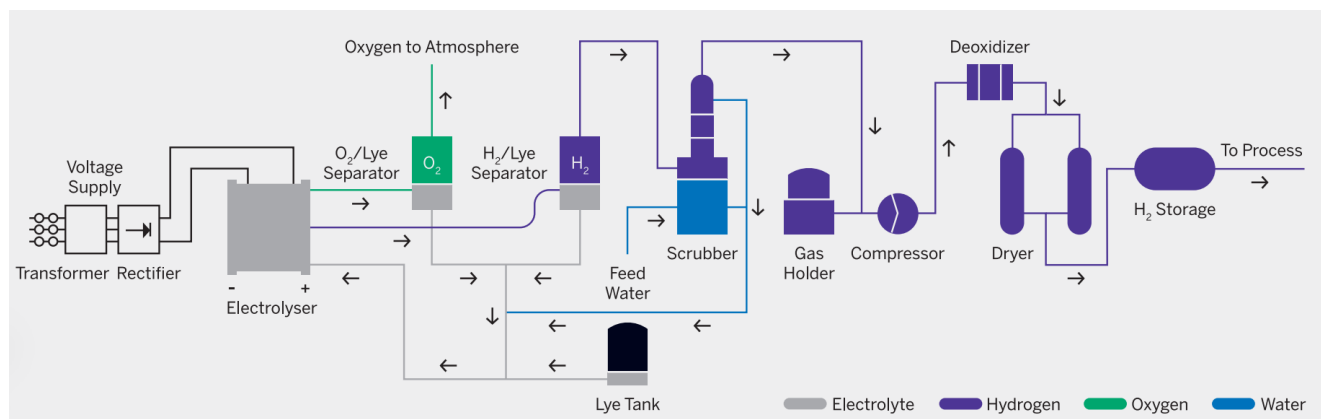 Oxygen to Atmosphere
Deoxidizer
O₂/Lye
Separator
O₂
H₂/Lye
Separator
H₂
Voltage
Supply
To Process
H₂ Storage
Transformer
Rectifier
-
+
Electrolyser
Feed
Water
Scrubber
Gas
Holder
Compressor
Dryer
Lye Tank
Electrolyte
Hydrogen
Oxygen
Water